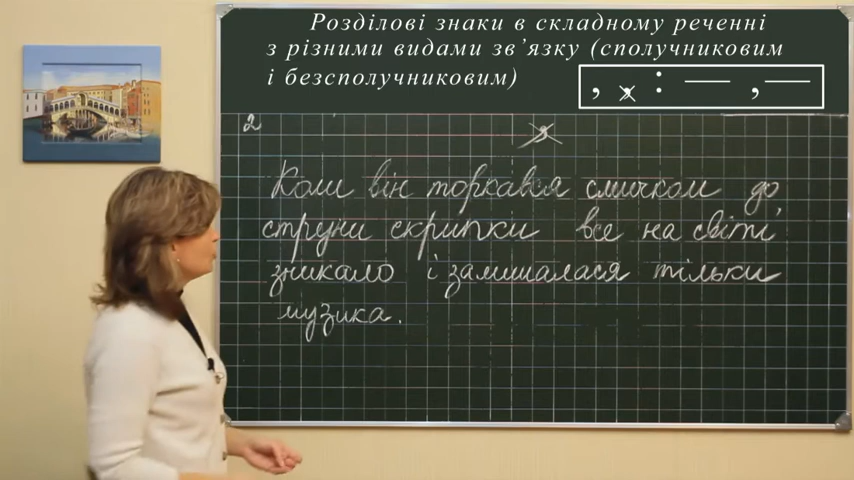 Розділові знаки в складному реченні
з різними видами зв’язку (сполучниковим
і безсполучниковим)
, , : — , —
2 ,
Коли він торкався смичком до
струни скрипки все на світі
зникало і залишалася тільки
музика.